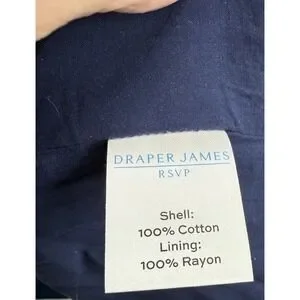 DRAPER JAMES
RSVP
Shell:
100% Cotton
Lining:
100% Rayon